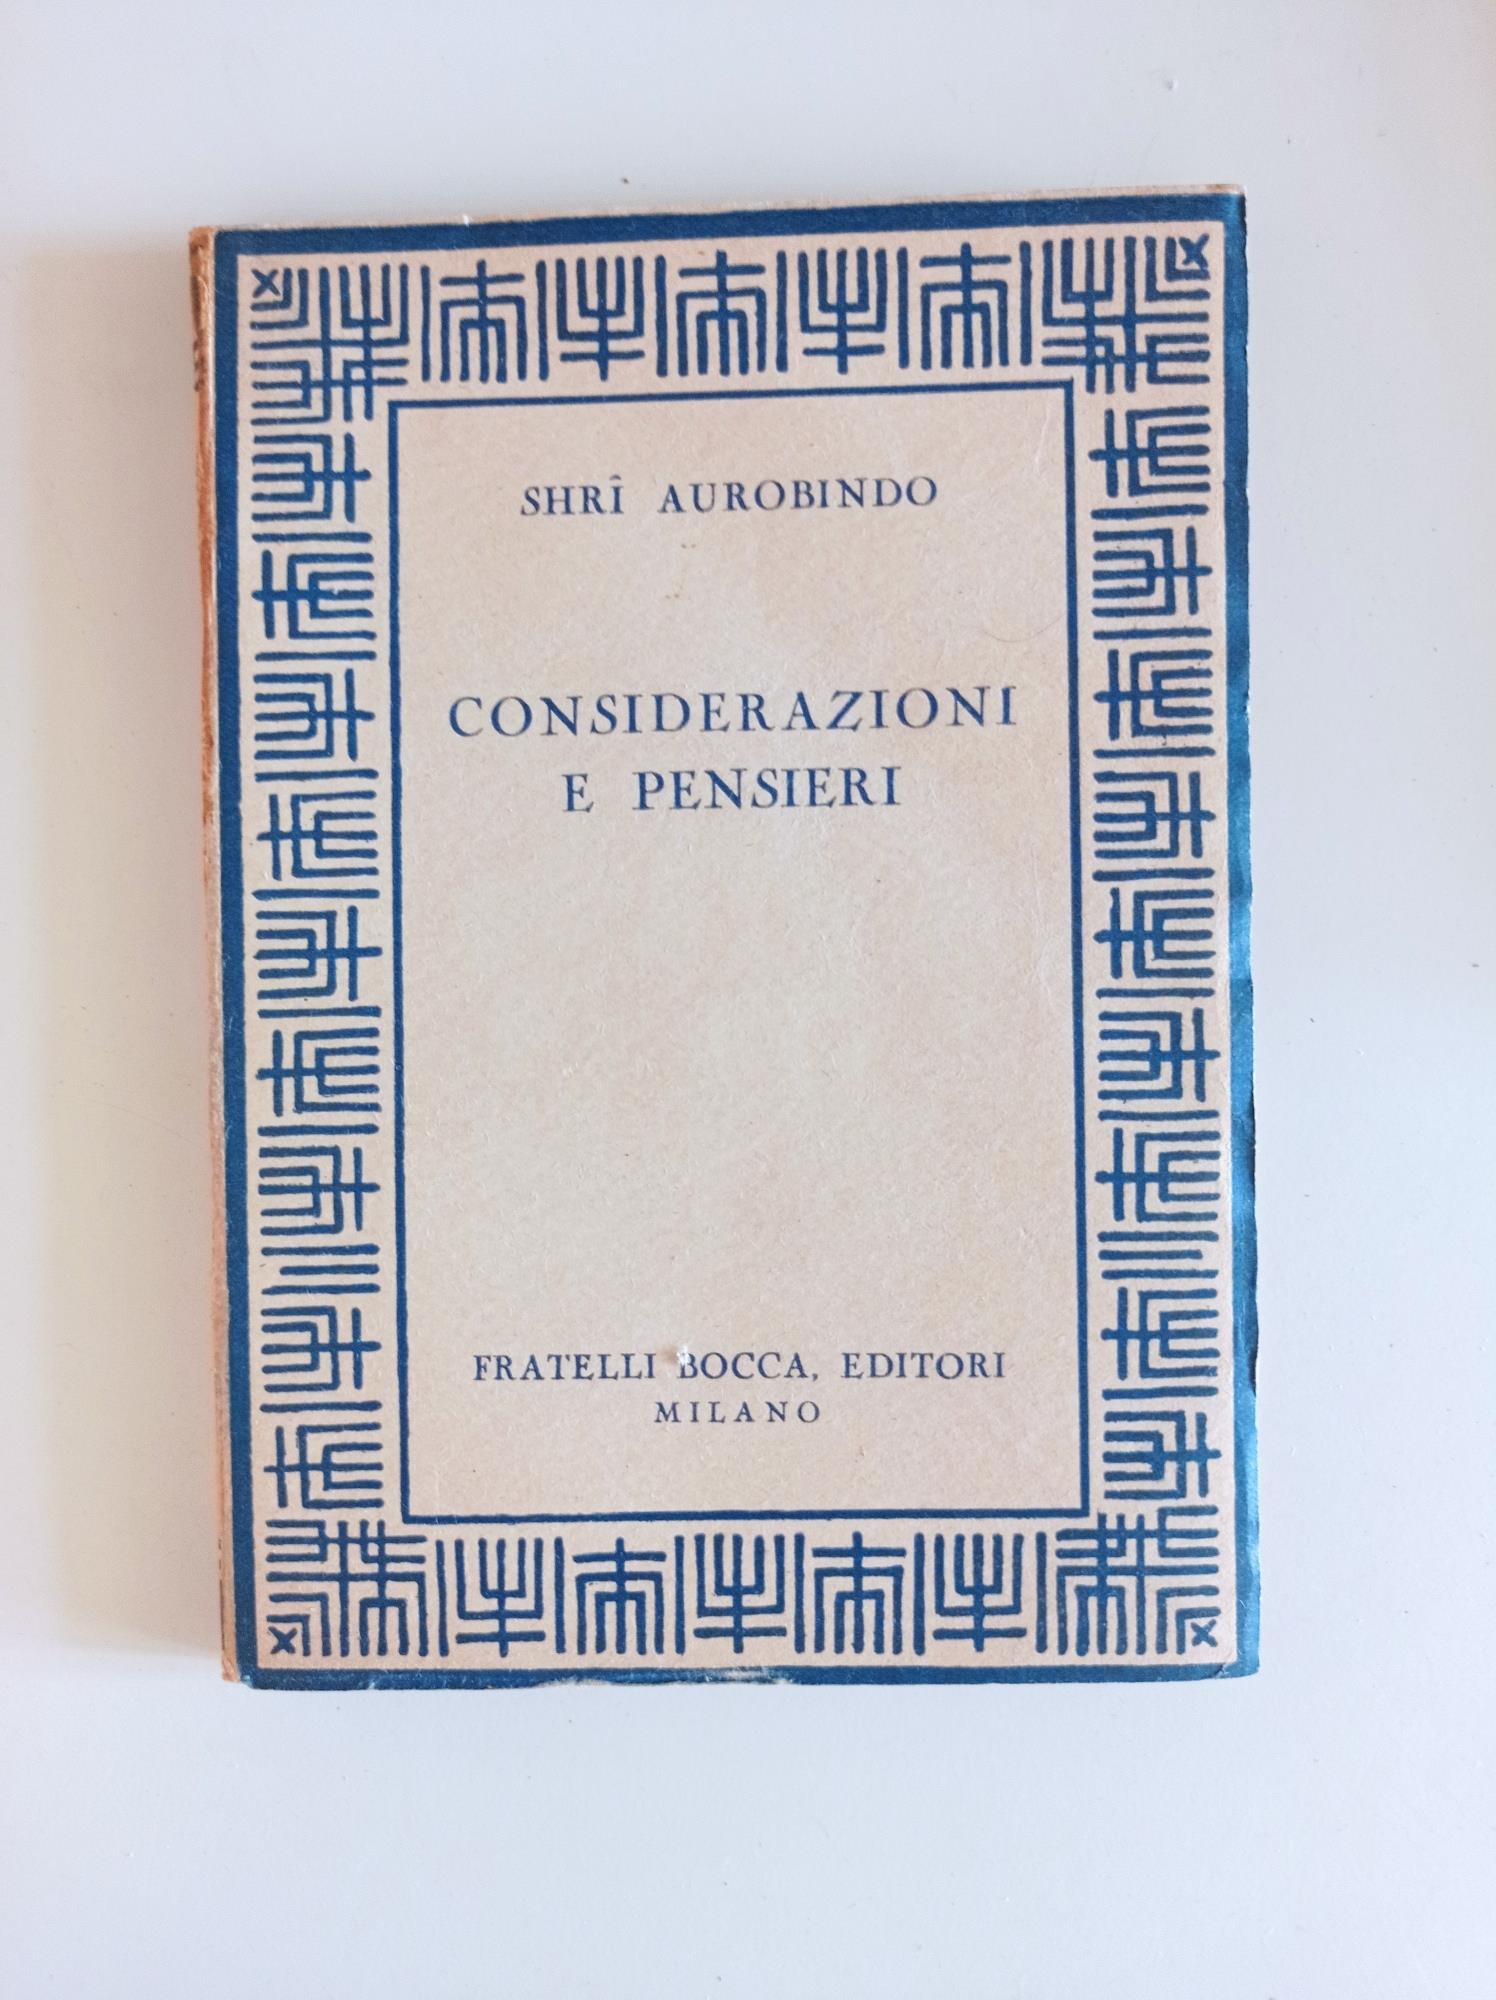 SHRÎ AUROBINDO
CONSIDERAZIONI
E PENSIERI
FRATELLI BOCCA, EDITORI
MILANO